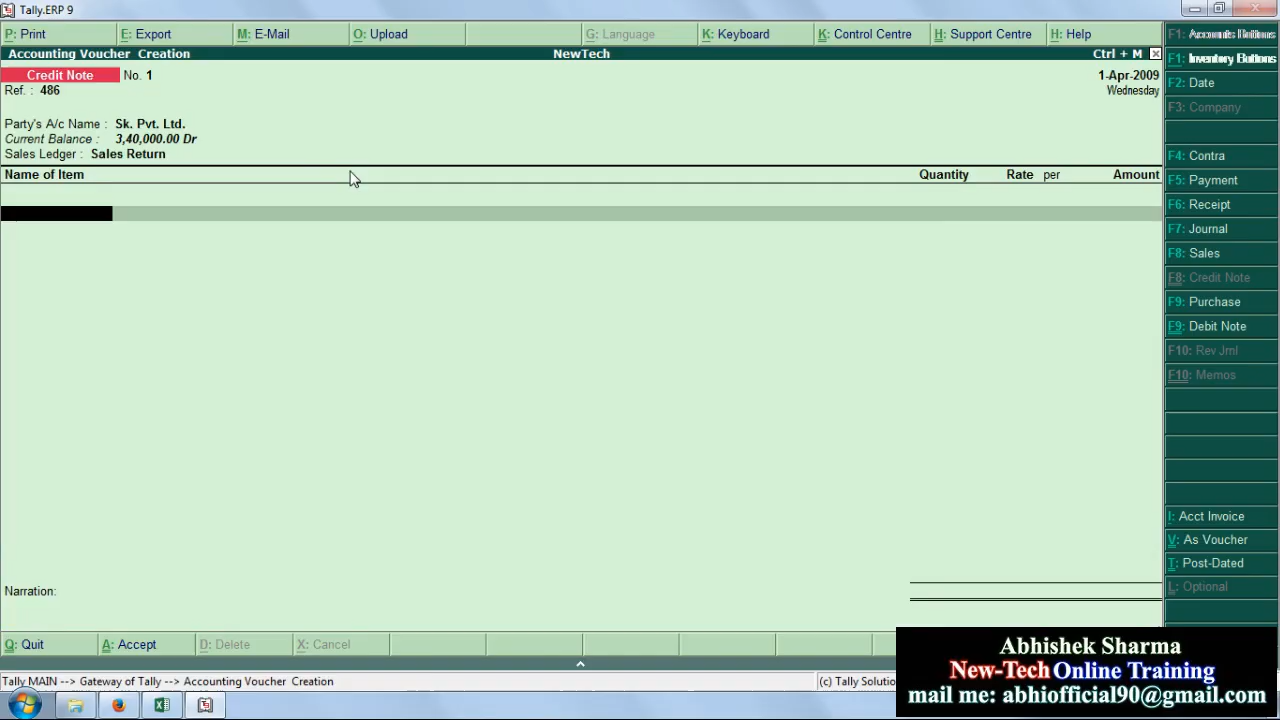 Tally.ERP 9
P: Print E: Export M: E-Mail O: Upload G: Language K: Keyboard K: Control Centre H: Support Centre H: Help
F1: Accounts Buttons
Accounting Voucher Creation NewTech Ctrl + M x
F1: Inventory Buttons
Credit Note No. 1 1-Apr-2009
F2: Date
Ref. : 486 Wednesday
F3: Company
Party's A/c Name : Sk. Pvt. Ltd.
Current Balance : 3,40,000.00 Dr
Sales Ledger : Sales Return
F4: Contra
Name of Item Quantity Rate per Amount
F5: Payment
F6: Receipt
F7: Journal
F8: Sales
F8: Credit Note
F9: Purchase
F9: Debit Note
F10: Rev Jrnl
F10: Memos
I: Acct Invoice
V: As Voucher
T: Post-Dated
L: Optional
Narration:
Q: Quit A: Accept D: Delete X: Cancel
Tally MAIN --> Gateway of Tally --> Accounting Voucher Creation (c) Tally Solutio
Abhishek Sharma
New-Tech Online Training
mail me: abhiofficial90@gmail.com